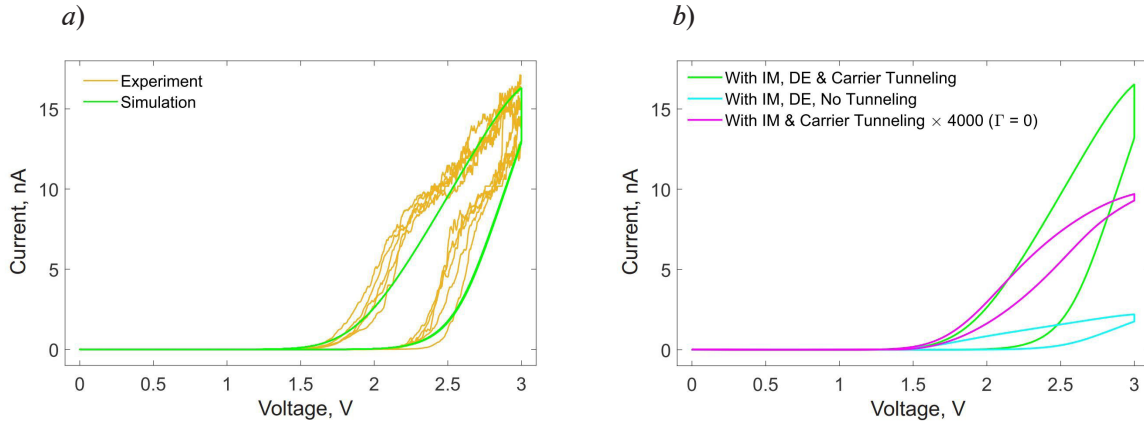 a)
Experiment
Simulation
15
10
5
0
0
0.5
1
1.5
2
2.5
3
Current, nA
Voltage, V
b)
With IM, DE & Carrier Tunneling
With IM, DE, No Tunneling
With IM & Carrier Tunneling × 4000 (Γ = 0)
15
10
5
0
0
0.5
1
1.5
2
2.5
3
Current, nA
Voltage, V